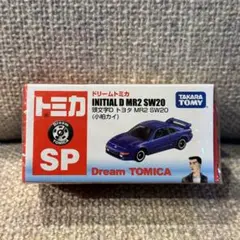 トミカ
SP
ドリームトミカ
INITIAL D MR2 SW20
頭文字D トヨタ MR2 SW20
(小柏カイ)
TAKARA
TOMY
Dream TOMICA